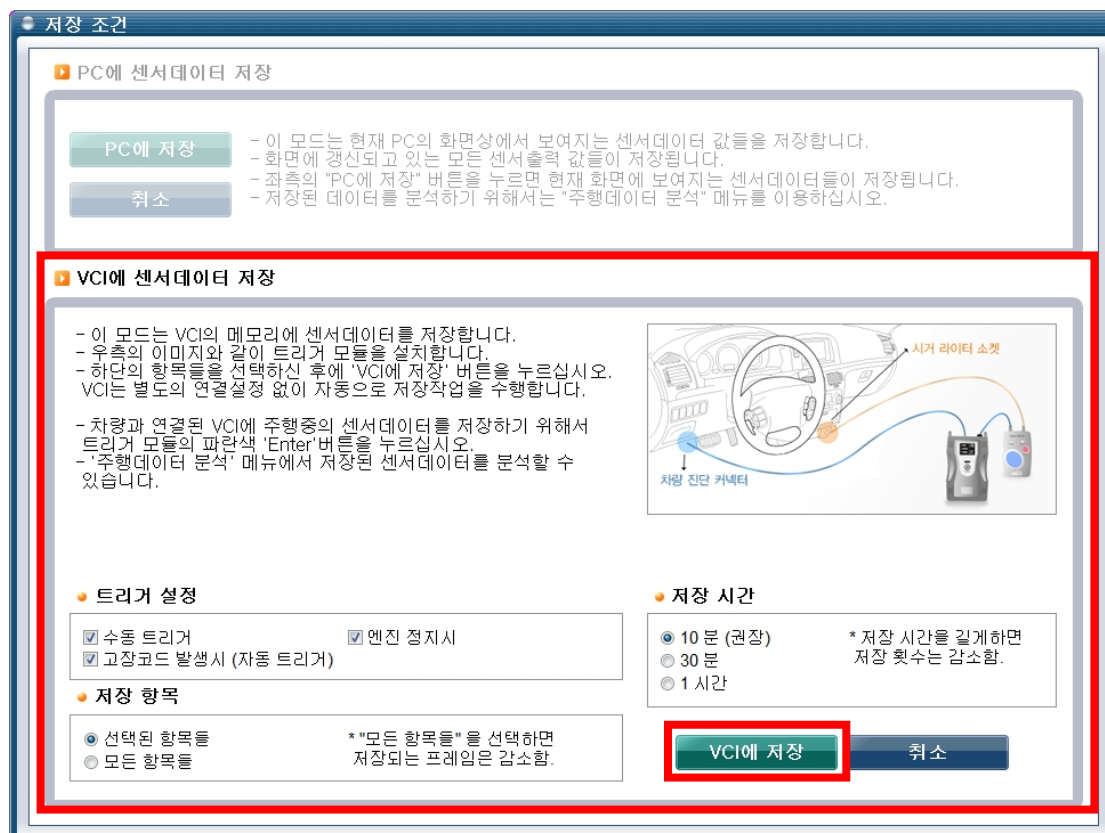 저장 조건
PC에 센서데이터 저장
PC에 저장
취소
- 이 모드는 현재 PC의 화면상에서 보여지는 센서데이터 값들을 저장합니다.
- 화면에 갱신되고 있는 모든 센서출력 값들이 저장됩니다.
- 좌측의 "PC에 저장" 버튼을 누르면 현재 화면에 보여지는 센서데이터들이 저장됩니다.
- 저장된 데이터를 분석하기 위해서는 "주행데이터 분석" 메뉴를 이용하십시오.
VCI에 센서데이터 저장
- 이 모드는 VCI의 메모리에 센서데이터를 저장합니다.
- 우측의 이미지와 같이 트리거 모듈을 설치합니다.
- 하단의 항목들을 선택하신 후에 'VCI에 저장' 버튼을 누르십시오.
VCI는 별도의 연결설정 없이 자동으로 저장작업을 수행합니다.
- 차량과 연결된 VCI에 주행중의 센서데이터를 저장하기 위해서
트리거 모듈의 파란색 'Enter'버튼을 누르십시오.
- '주행데이터 분석' 메뉴에서 저장된 센서데이터를 분석할 수
있습니다.
시거 라이터 소켓
차량 진단 커넥터
트리거 설정
수동 트리거
엔진 정지시
고장코드 발생시 (자동 트리거)
저장 항목
선택된 항목들
모든 항목들
* "모든 항목들" 을 선택하면
저장되는 프레임은 감소함.
저장 시간
10 분 (권장)
30 분
1 시간
* 저장 시간을 길게하면
저장 횟수는 감소함.
VCI에 저장
취소